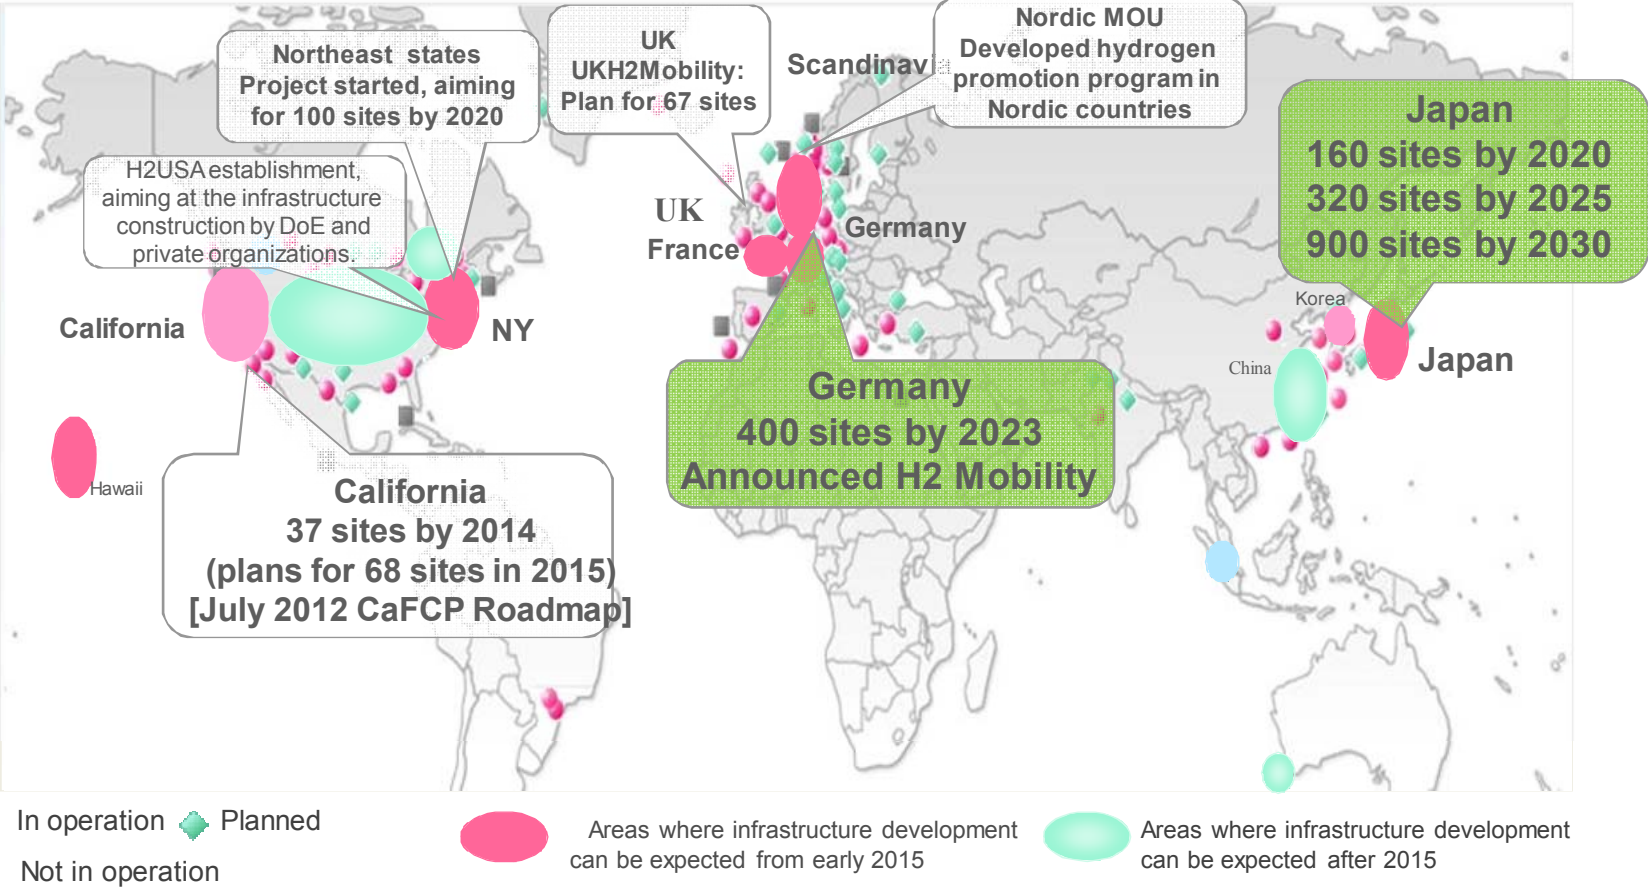 Northeast states
Project started, aiming
for 100 sites by 2020
UK
UKH2Mobility:
Plan for 67 sites
Scandinavi
Nordic MOU
Developed hydrogen
promotion program in
Nordic countries
Japan
160 sites by 2020
320 sites by 2025
900 sites by 2030
H2USA establishment,
aiming at the infrastructure
construction by DoE and
private organizations.
UK
France
Germany
California
NY
Korea
China
Japan
Hawaii
Germany
400 sites by 2023
Announced H2 Mobility
California
37 sites by 2014
(plans for 68 sites in 2015)
[July 2012 CaFCP Roadmap]
In operation Planned
Not in operation
Areas where infrastructure development
can be expected from early 2015
Areas where infrastructure development
can be expected after 2015